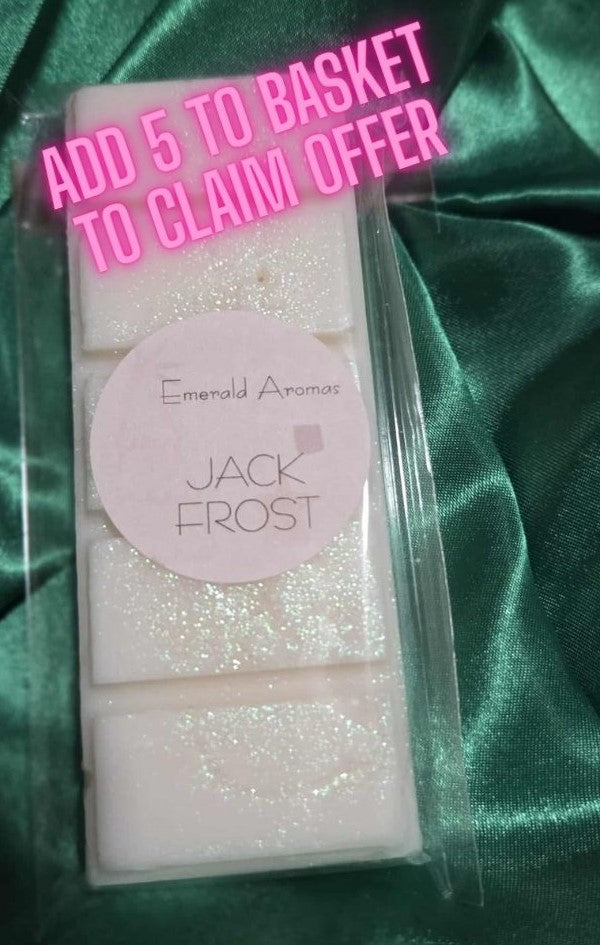 ADD 5 TO BASKET
TO CLAIM OFFER
Emerald Aromas
JACK
FROST